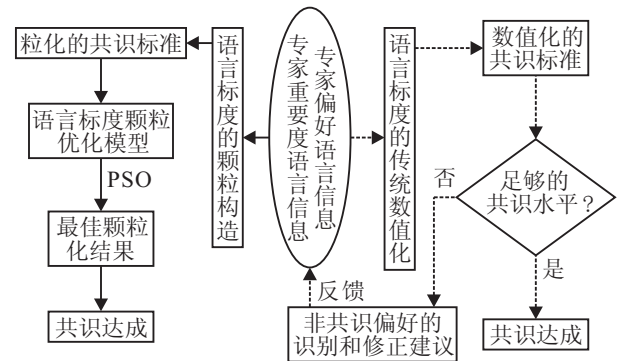 粒化的共识标准
语言标度颗粒
优化模型
PSO
最佳颗粒
化结果
共识达成
语言标度的颗粒构造
专家偏好语言信息
专家重要度语言信息
语言标度的传统数值化
数值化的
共识标准
足够的
共识水平?
否
是
反馈
非共识偏好的
识别和修正建议
共识达成